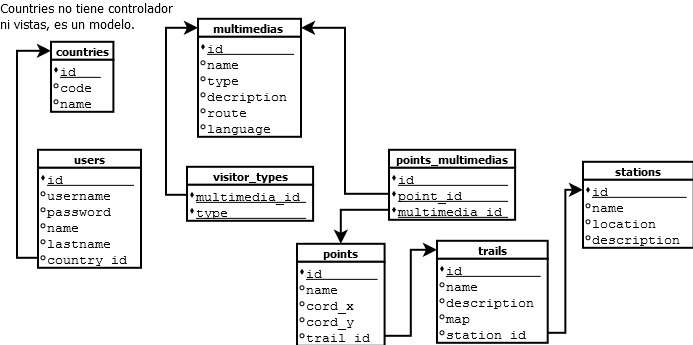 Countries no tiene controlador
ni vistas, es un modelo.
countries
id
code
name
multimedias
id
name
type
decription
route
language
users
id
username
password
name
lastname
country_id
visitor_types
multimedia_id
type
points_multimedias
id
point_id
multimedia_id
stations
id
name
location
description
points
id
name
cord_x
cord_y
trail_id
trails
id
name
description
map
station_id